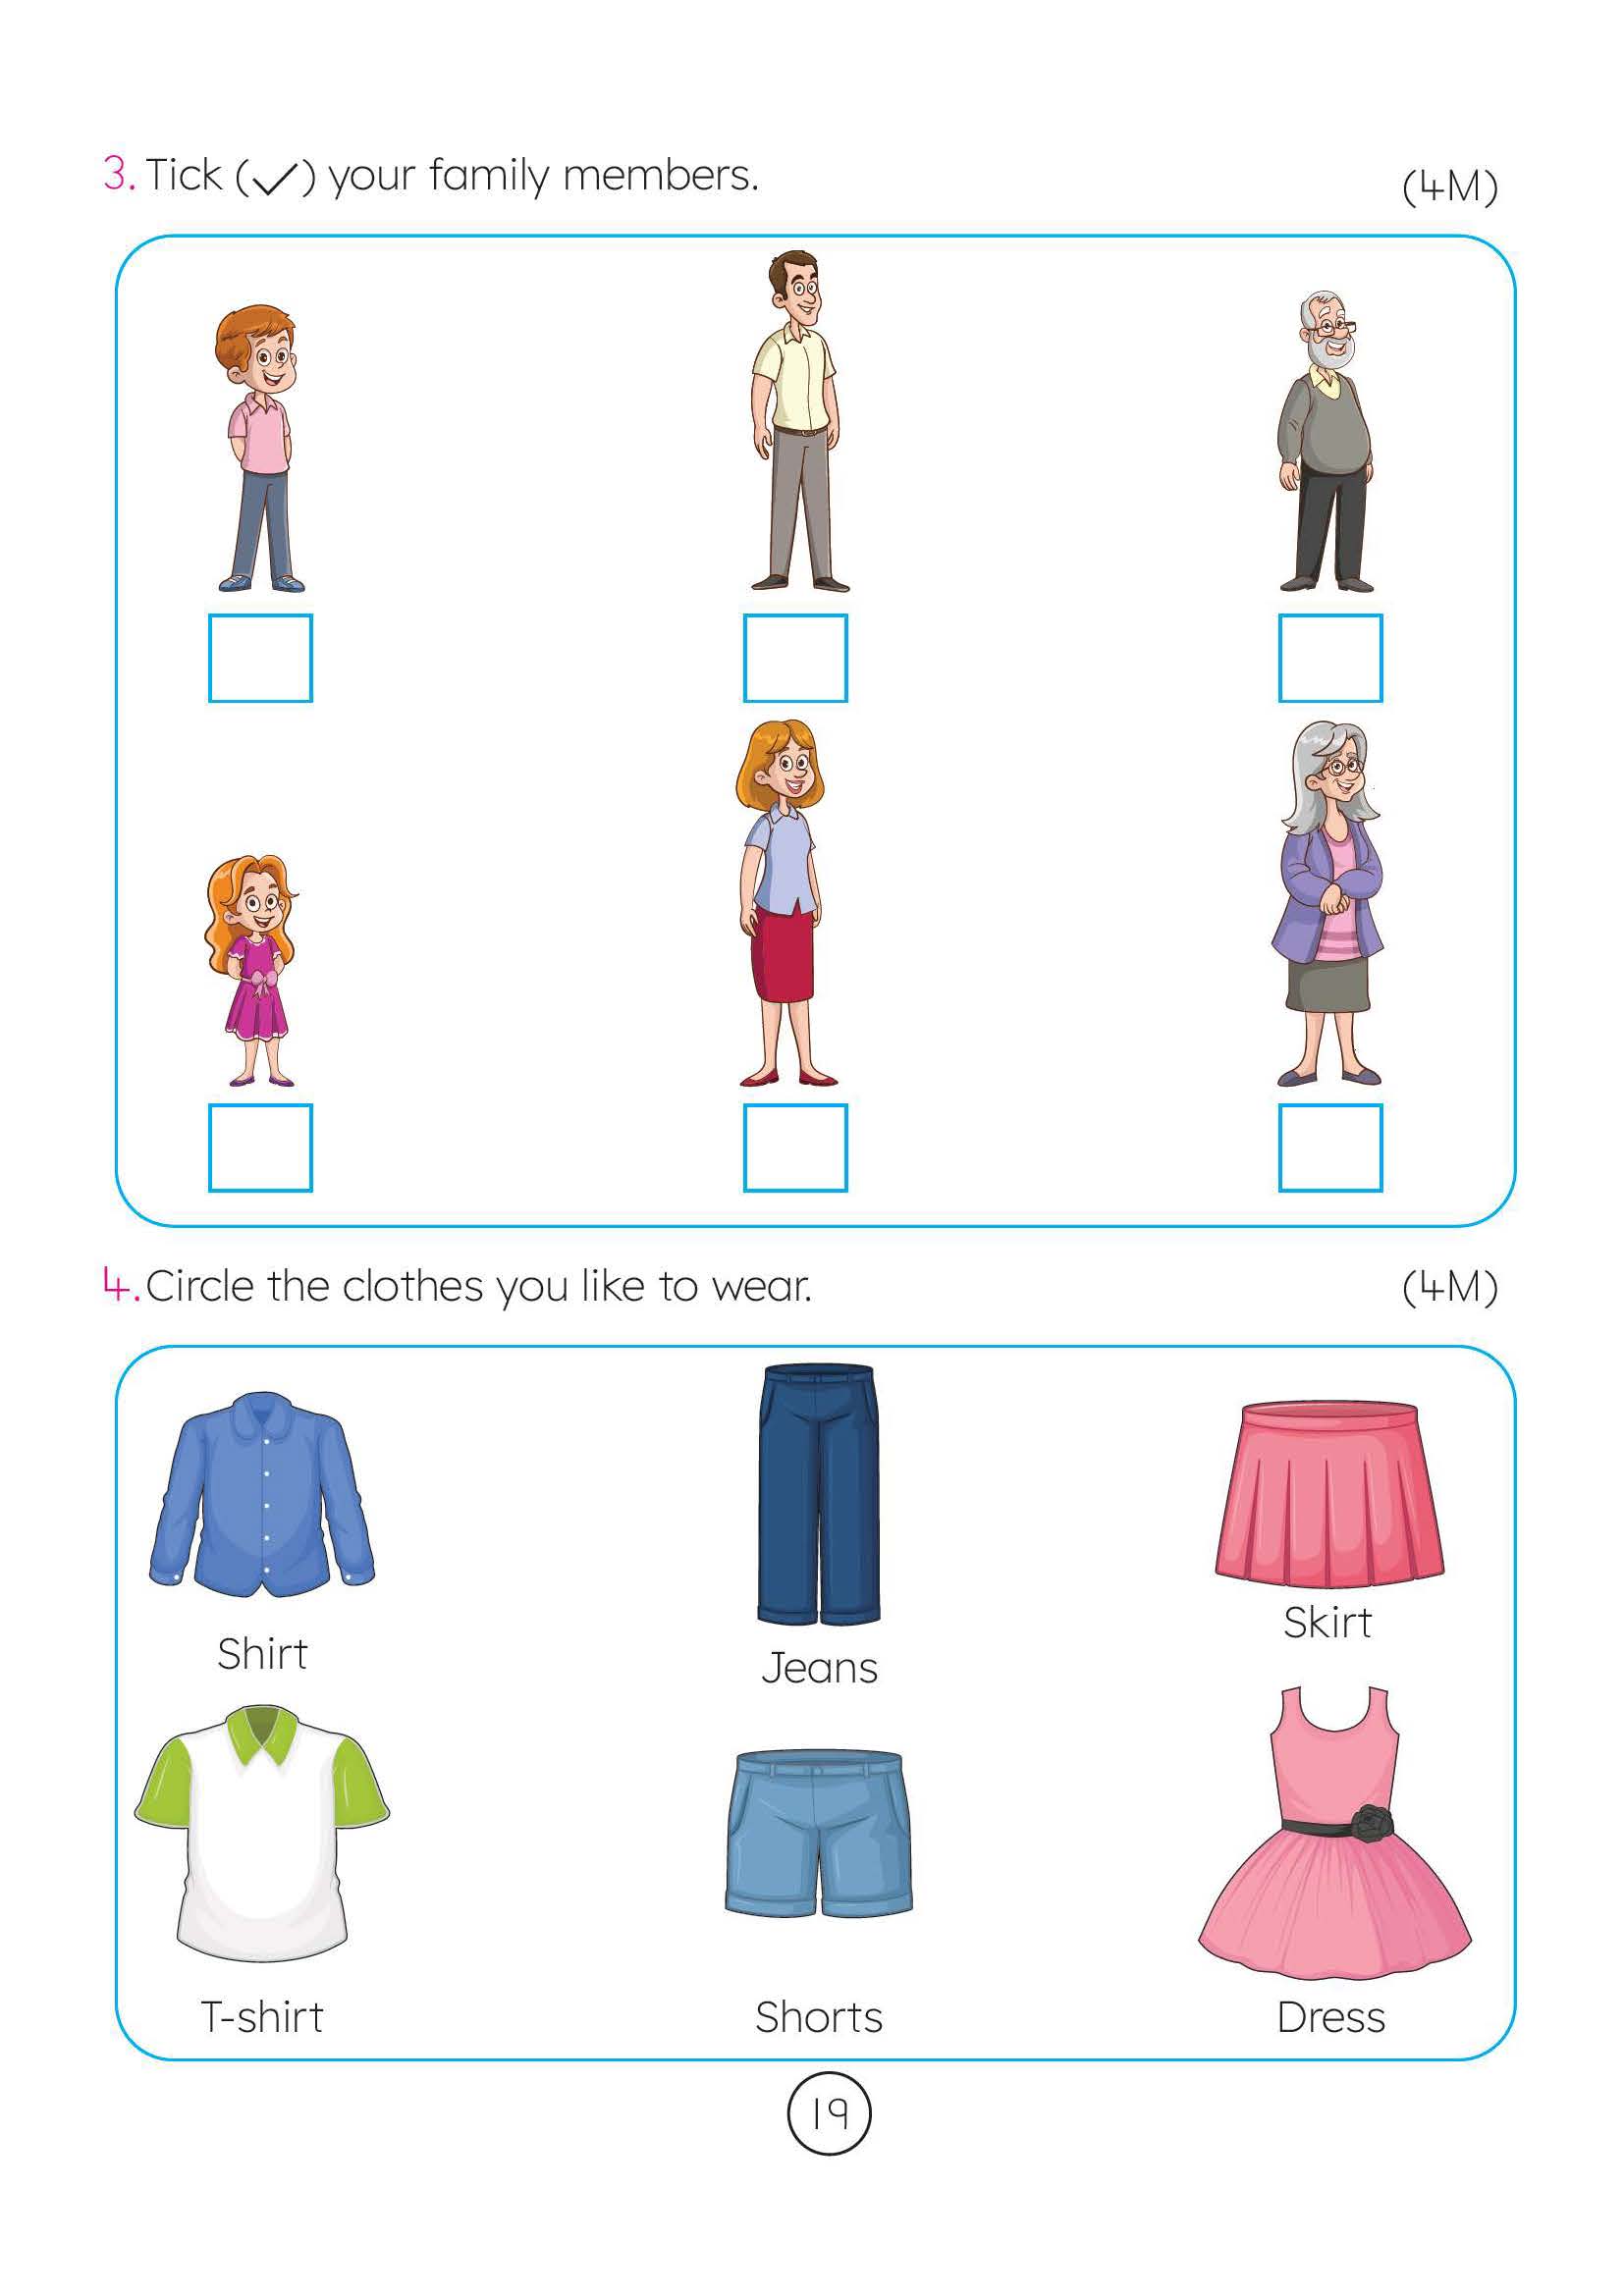 3. Tick (✓) your family members. (4M)
4. Circle the clothes you like to wear. (4M)
Shirt Jeans Skirt
T-shirt Shorts Dress
19